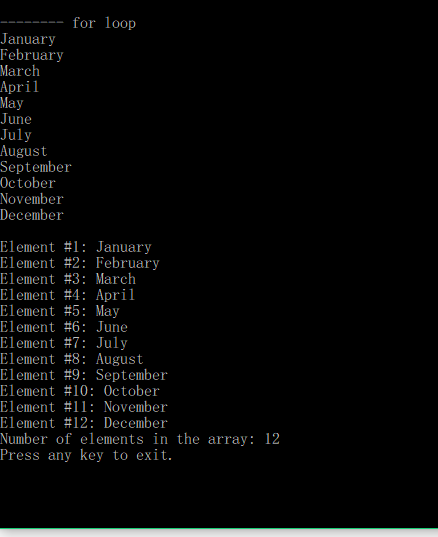 -------- for loop
January
February
March
April
May
June
July
August
September
October
November
December
Element #1: January
Element #2: February
Element #3: March
Element #4: April
Element #5: May
Element #6: June
Element #7: July
Element #8: August
Element #9: September
Element #10: October
Element #11: November
Element #12: December
Number of elements in the array: 12
Press any key to exit.